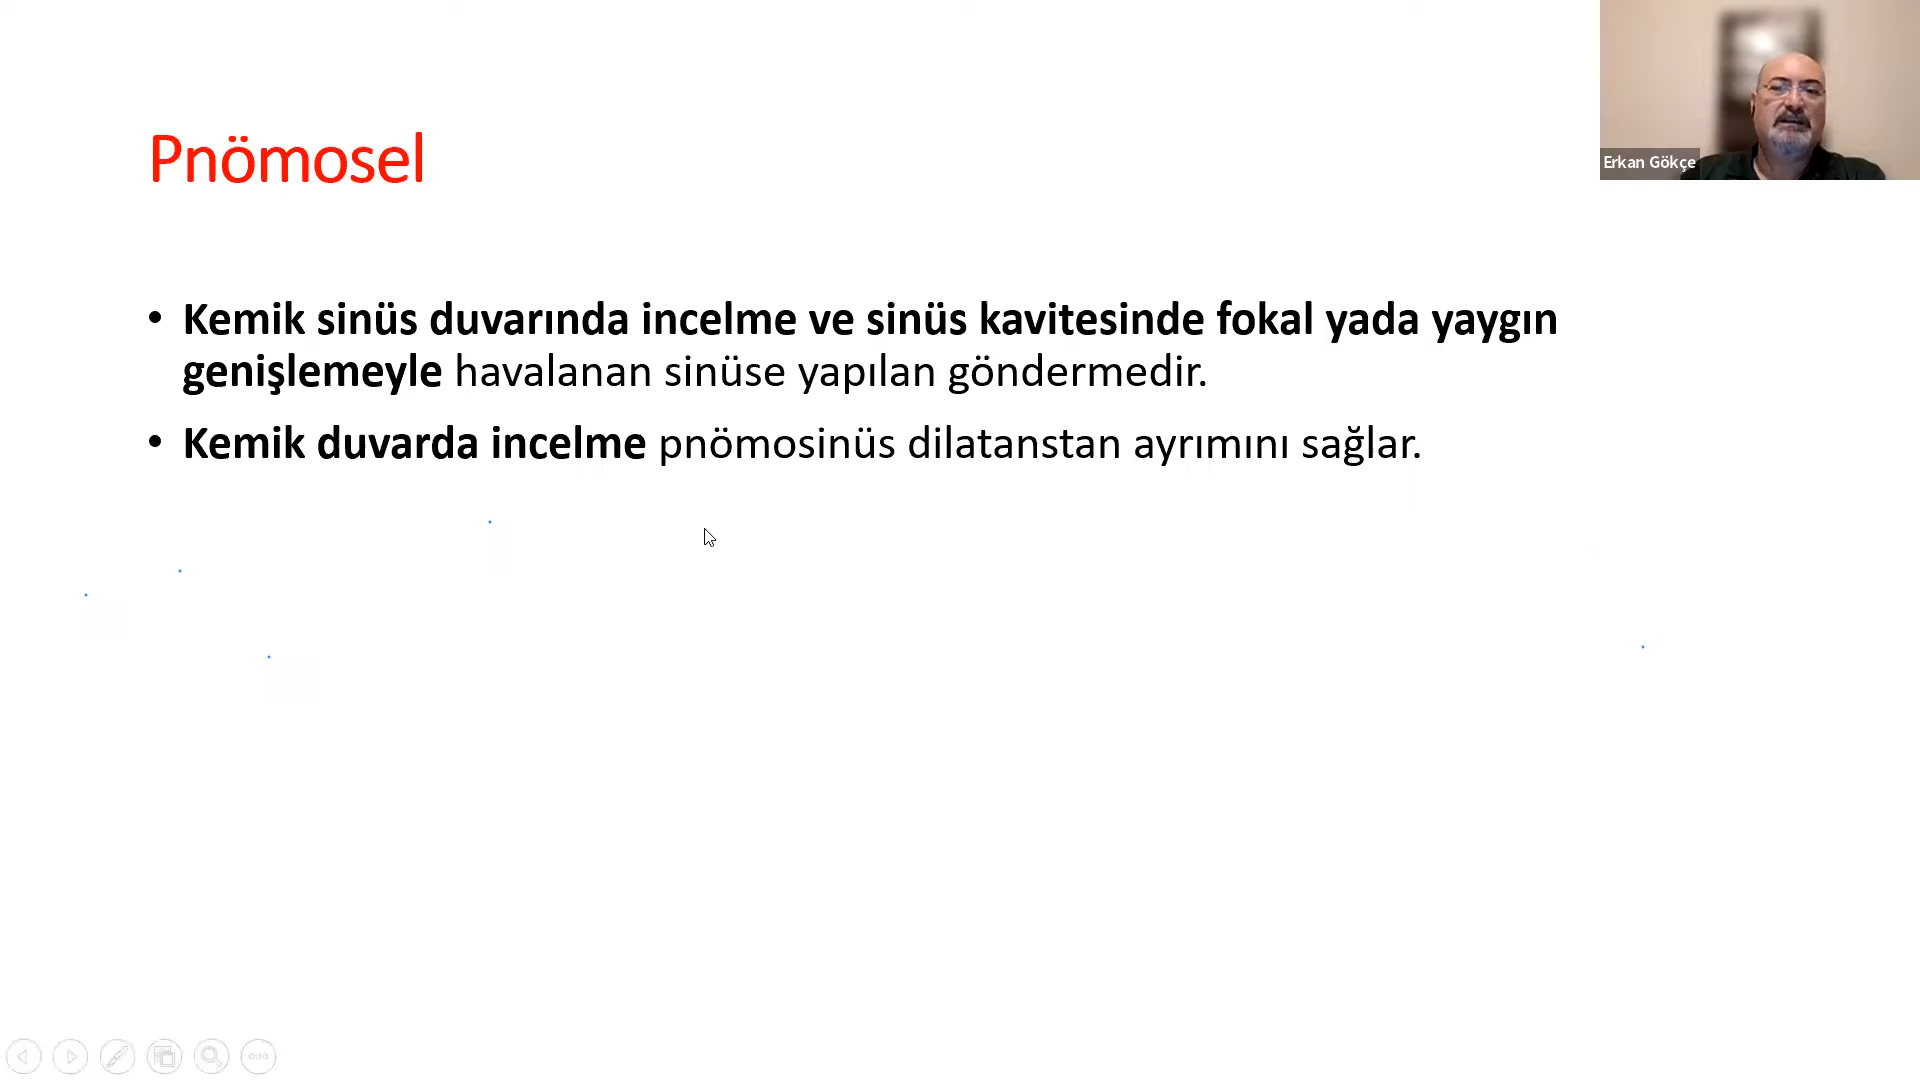 Pnömosel
Erkan Gökçe
• Kemik sinüs duvarında incelme ve sinüs kavitesinde fokal yada yaygın
genişlemeyle havalanan sinüse yapılan göndermedir.
• Kemik duvarda incelme pnömosinüs dilatanstan ayrımını sağlar.